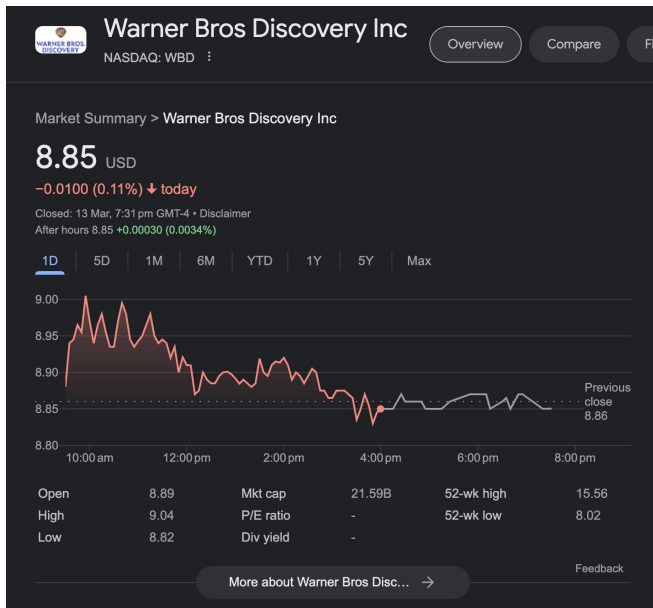 WARNER BROS.
DISCOVERY
Warner Bros Discovery Inc
NASDAQ: WBD
Overview
Compare
Fi
Market Summary > Warner Bros Discovery Inc
8.85 USD
−0.0100 (0.11%) today
Closed: 13 Mar, 7:31 pm GMT-4 • Disclaimer
After hours 8.85 +0.00030 (0.0034%)
1D 5D 1M 6M YTD 1Y 5Y Max
9.00
8.95
8.90
8.85
8.80
Previous
close
8.86
10:00 am 12:00 pm 2:00 pm 4:00 pm 6:00 pm 8:00 pm
Open 8.89 Mkt cap 21.59B 52-wk high 15.56
High 9.04 P/E ratio - 52-wk low 8.02
Low 8.82 Div yield -
Feedback
More about Warner Bros Disc... →